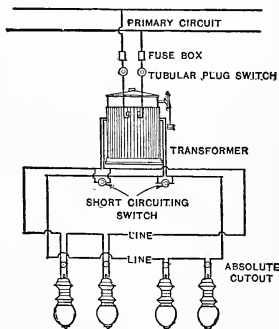 PRIMARY CIRCUIT
FUSE BOX
TUBULAR PLUG SWITCH
TRANSFORMER
SHORT CIRCUITING
SWITCH
LINE
LINE
ABSOLUTE
CUTOUT